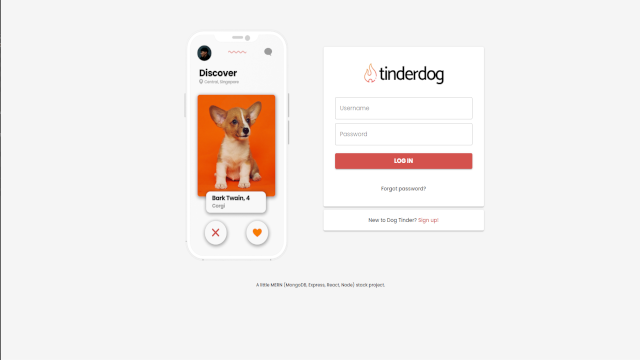 Discover
Central, Singapore
Bark Twain, 4
Corgi
tinderdog
Username
Password
LOG IN
Forgot password?
New to Dog Tinder? Sign up!
A little MERN (MongoDB, Express, React, Node) stack project.